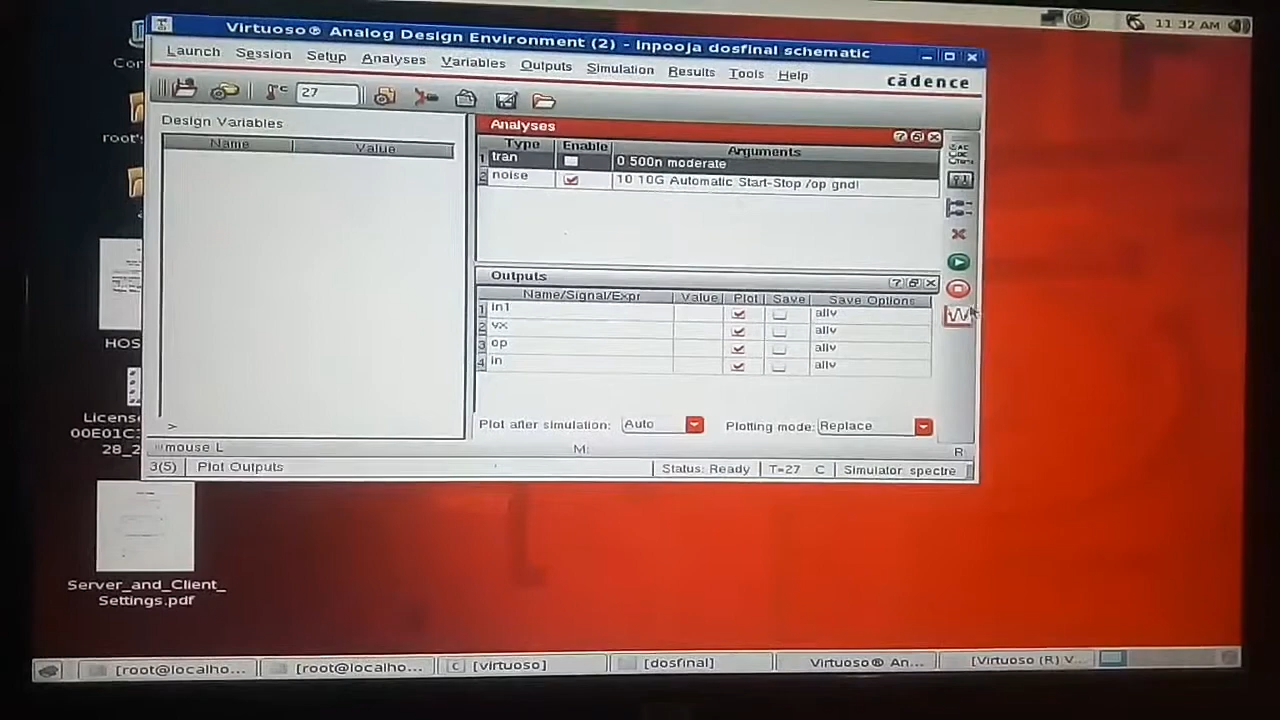 11 32 AM
Virtuoso® Analog Design Environment (2) - lnpooja dosfinal schematic
Launch Session Setup Analyses Variables Outputs Simulation Results Tools Help
cādence
27
Design Variables
Name Value
Analyses
Type Enable Arguments
1 tran 0 500n moderate
2 noise 10 10G Automatic Start-Stop /op gnd!
Outputs
Name/Signal/Expr Value Plot Save Save Options
1 in1 allv
2 vx allv
3 op allv
4 in allv
>
Plot after simulation: Auto Plotting mode: Replace
mouse L M: R
3(5) Plot Outputs Status: Ready T=27 C Simulator spectre
root's
HOS
Licens
00E01C
28_2
Server_and_Client_
Settings.pdf
[root@localho... [root@localho... [virtuoso] [dosfinal] Virtuoso® An... [Virtuoso (R) V...